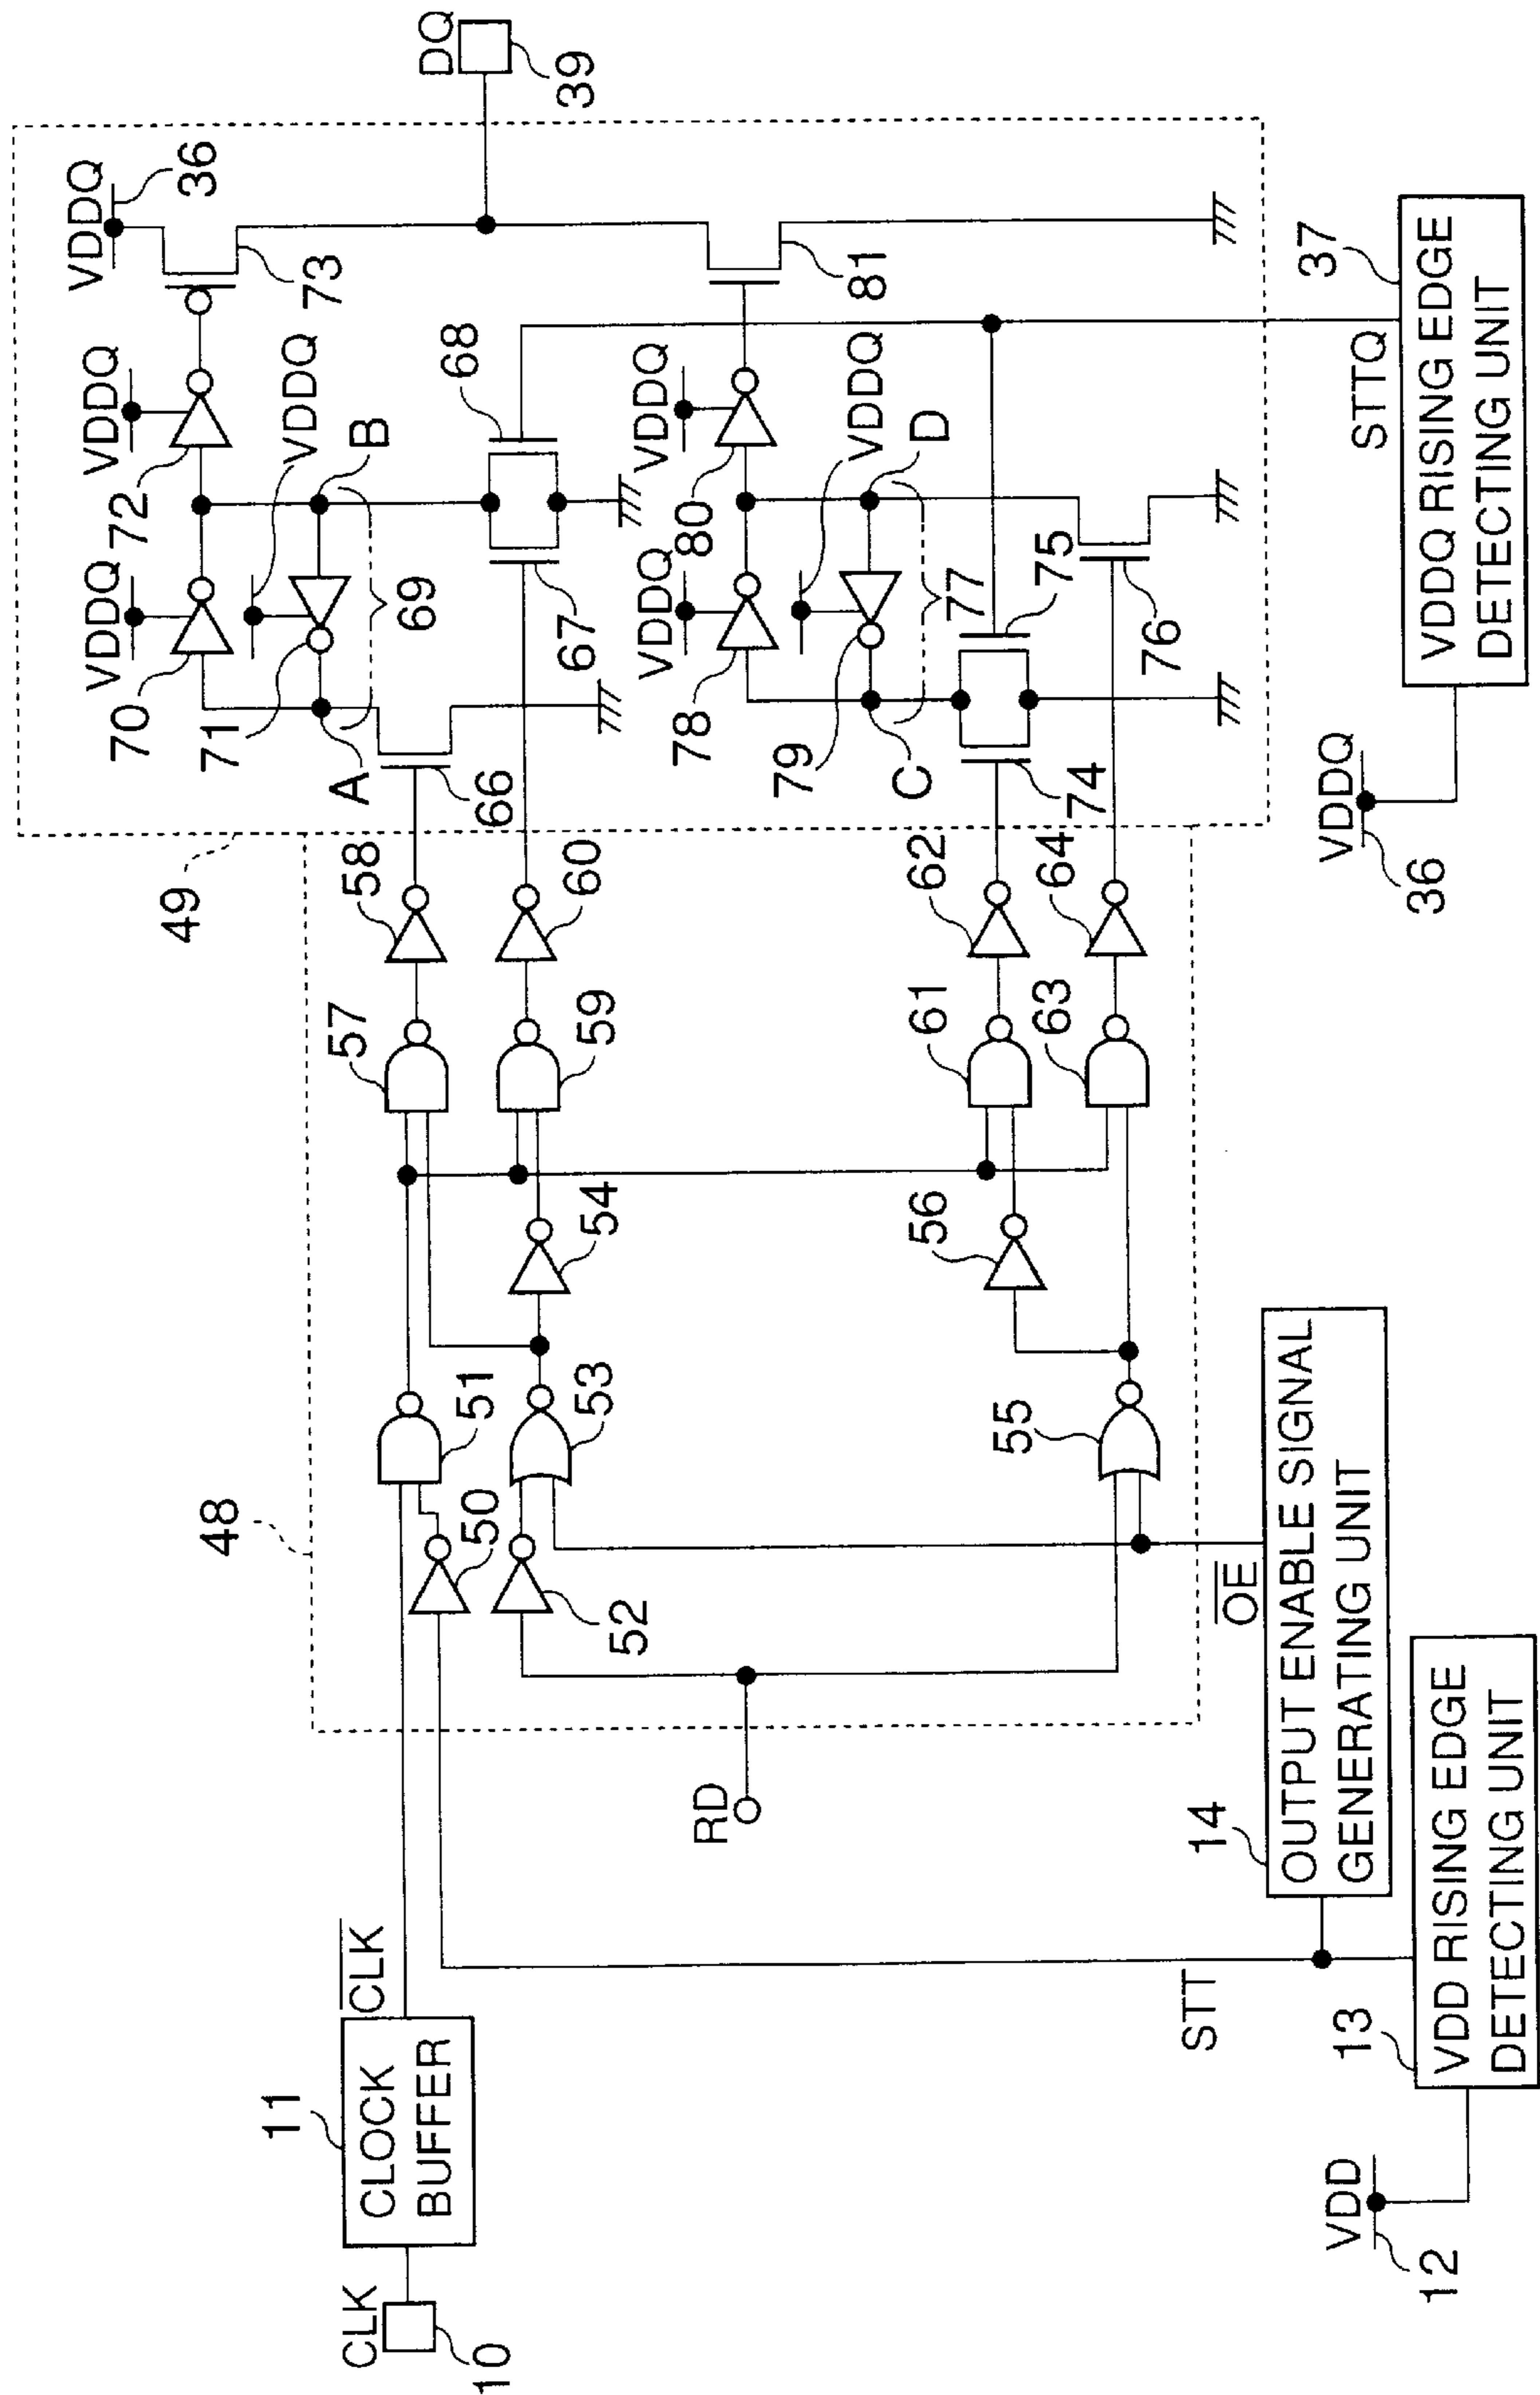 VDDQ
36
73
DQ
39
VDDQ
72
VDDQ
70
VDDQ
71
B
69
A
66
68
67
49
58
60
57
59
VDDQ
80
VDDQ
78
VDDQ
79
D
77
C
81
75
74
76
62
64
61
63
54
56
48
51
53
50
52
55
RD
STTQ
37
VDDQ RISING EDGE
DETECTING UNIT
VDDQ
36
OE
14
OUTPUT ENABLE SIGNAL
GENERATING UNIT
STT
13
VDD RISING EDGE
DETECTING UNIT
VDD
12
CLK
11
CLOCK
BUFFER
CLK
10